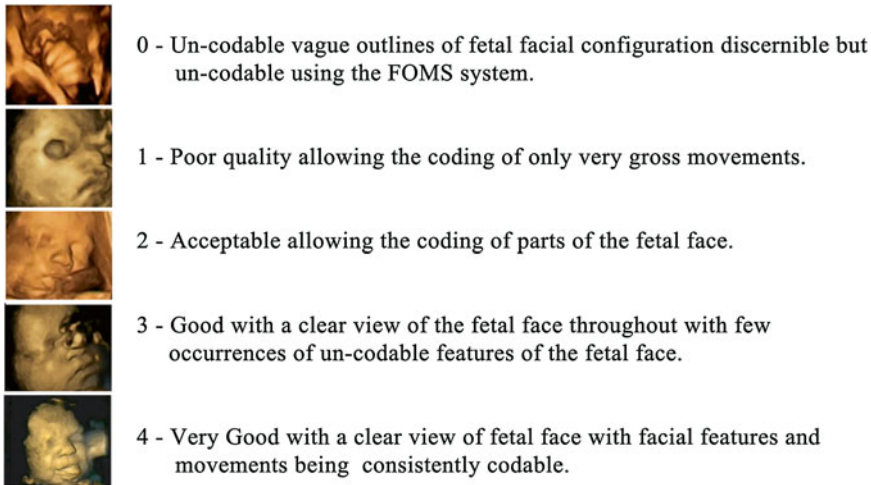 0 - Un-codable vague outlines of fetal facial configuration discernible but
un-codable using the FOMS system.
1 - Poor quality allowing the coding of only very gross movements.
2 - Acceptable allowing the coding of parts of the fetal face.
3 - Good with a clear view of the fetal face throughout with few
occurrences of un-codable features of the fetal face.
4 - Very Good with a clear view of fetal face with facial features and
movements being consistently codable.